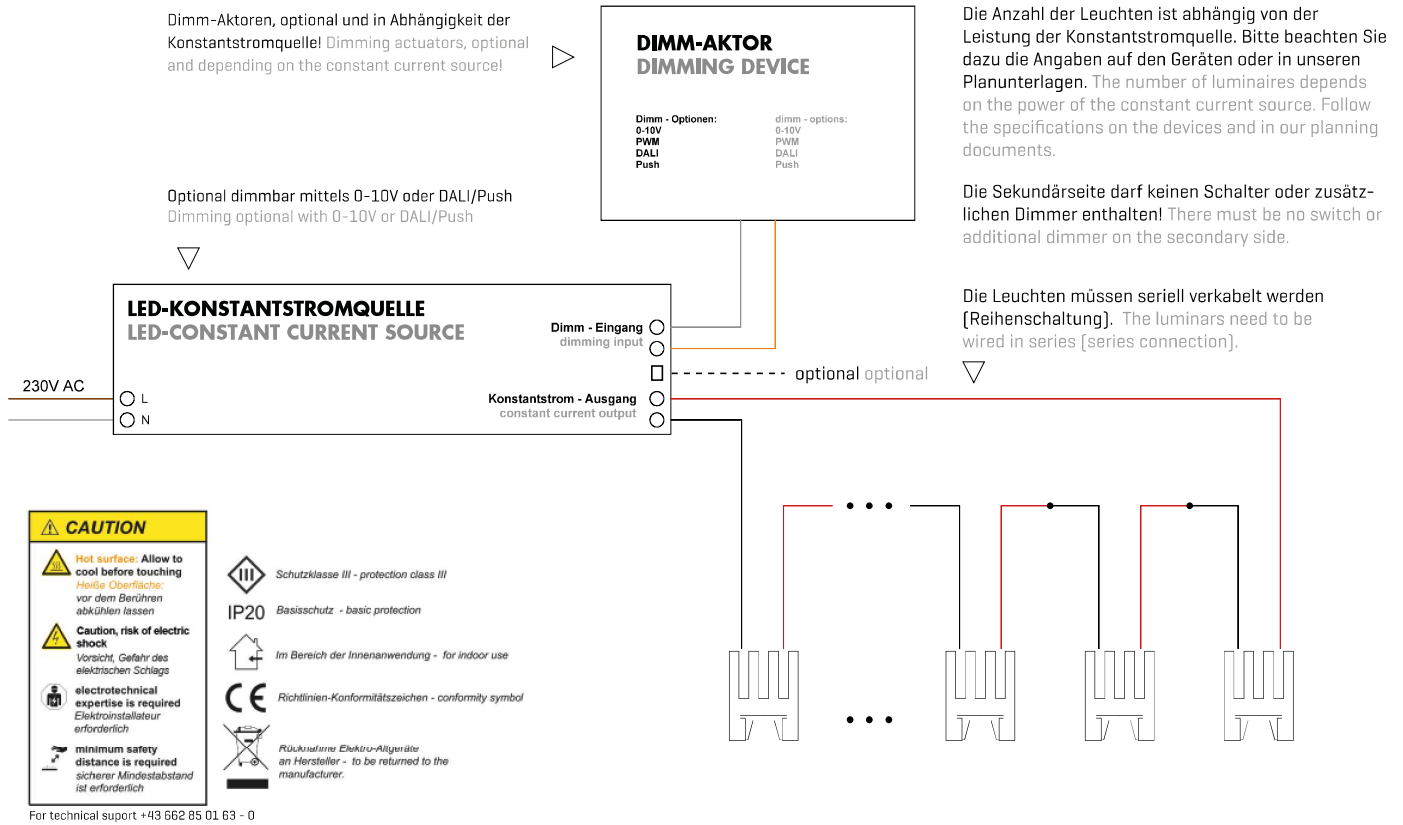 Dimm-Aktoren, optional und in Abhängigkeit der
Konstantstromquelle! Dimming actuators, optional
and depending on the constant current source!
DIMM-AKTOR
DIMMING DEVICE
Dimm - Optionen:
0-10V
PWM
DALI
Push
dimm - options:
0-10V
PWM
DALI
Push
Die Anzahl der Leuchten ist abhängig von der
Leistung der Konstantstromquelle. Bitte beachten Sie
dazu die Angaben auf den Geräten oder in unseren
Planunterlagen. The number of luminaires depends
on the power of the constant current source. Follow
the specifications on the devices and in our planning
documents.
Die Sekundärseite darf keinen Schalter oder zusätz-
lichen Dimmer enthalten! There must be no switch or
additional dimmer on the secondary side.
Die Leuchten müssen seriell verkabelt werden
(Reihenschaltung). The luminars need to be
wired in series (series connection).
Optional dimmbar mittels 0-10V oder DALI/Push
Dimming optional with 0-10V or DALI/Push
LED-KONSTANTSTROMQUELLE
LED-CONSTANT CURRENT SOURCE
Dimm - Eingang
dimming input
optional optional
230V AC
L
N
Konstantstrom - Ausgang
constant current output
CAUTION
Hot surface: Allow to
cool before touching
Heiße Oberfläche:
vor dem Berühren
abkühlen lassen
Caution, risk of electric
shock
Vorsicht, Gefahr des
elektrischen Schlags
electrotechnical
expertise is required
Elektroinstallateur
erforderlich
minimum safety
distance is required
sicherer Mindestabstand
ist erforderlich
III
Schutzklasse III - protection class III
IP20
Basisschutz - basic protection
Im Bereich der Innenanwendung - for indoor use
CE
Richtlinien-Konformitätszeichen - conformity symbol
Rücknahme Elektro-Altgeräte
an Hersteller - to be returned to the
manufacturer.
For technical suport +43 662 85 01 63 - 0